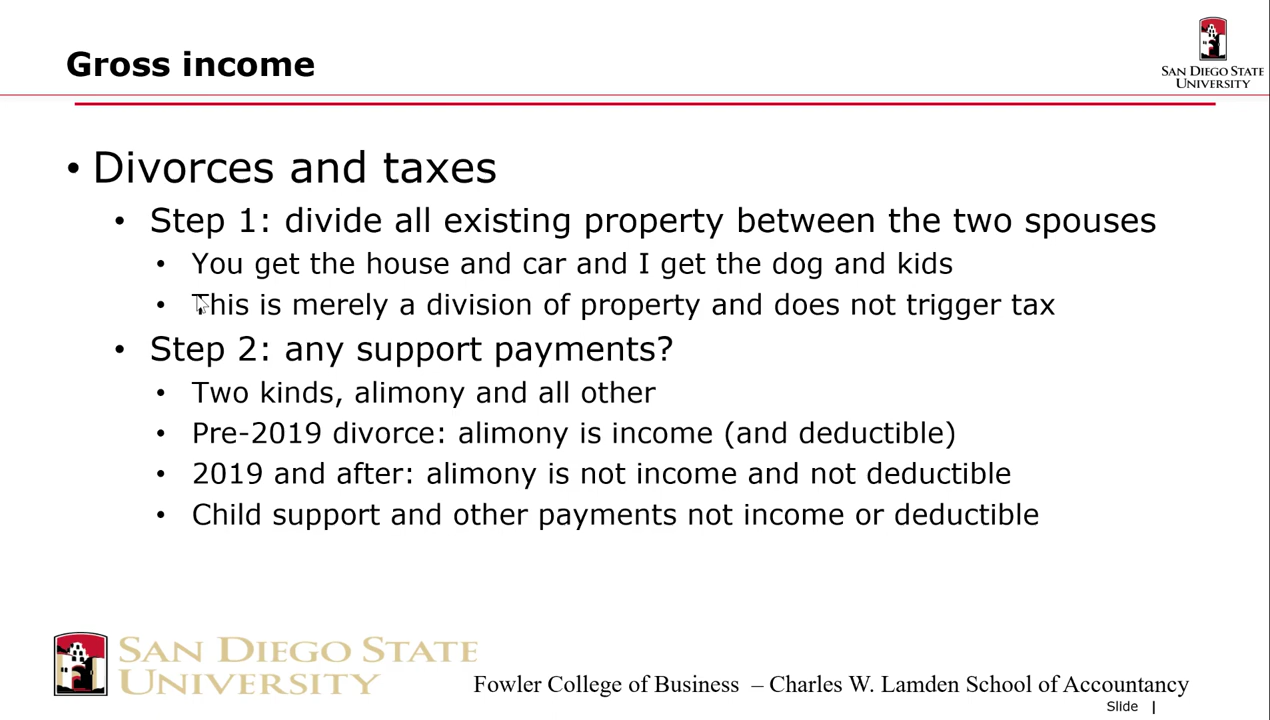 Gross income
SAN DIEGO STATE
UNIVERSITY
• Divorces and taxes
• Step 1: divide all existing property between the two spouses
• You get the house and car and I get the dog and kids
• This is merely a division of property and does not trigger tax
• Step 2: any support payments?
• Two kinds, alimony and all other
• Pre-2019 divorce: alimony is income (and deductible)
• 2019 and after: alimony is not income and not deductible
• Child support and other payments not income or deductible
SAN DIEGO STATE
UNIVERSITY
Fowler College of Business – Charles W. Lamden School of Accountancy
Slide |